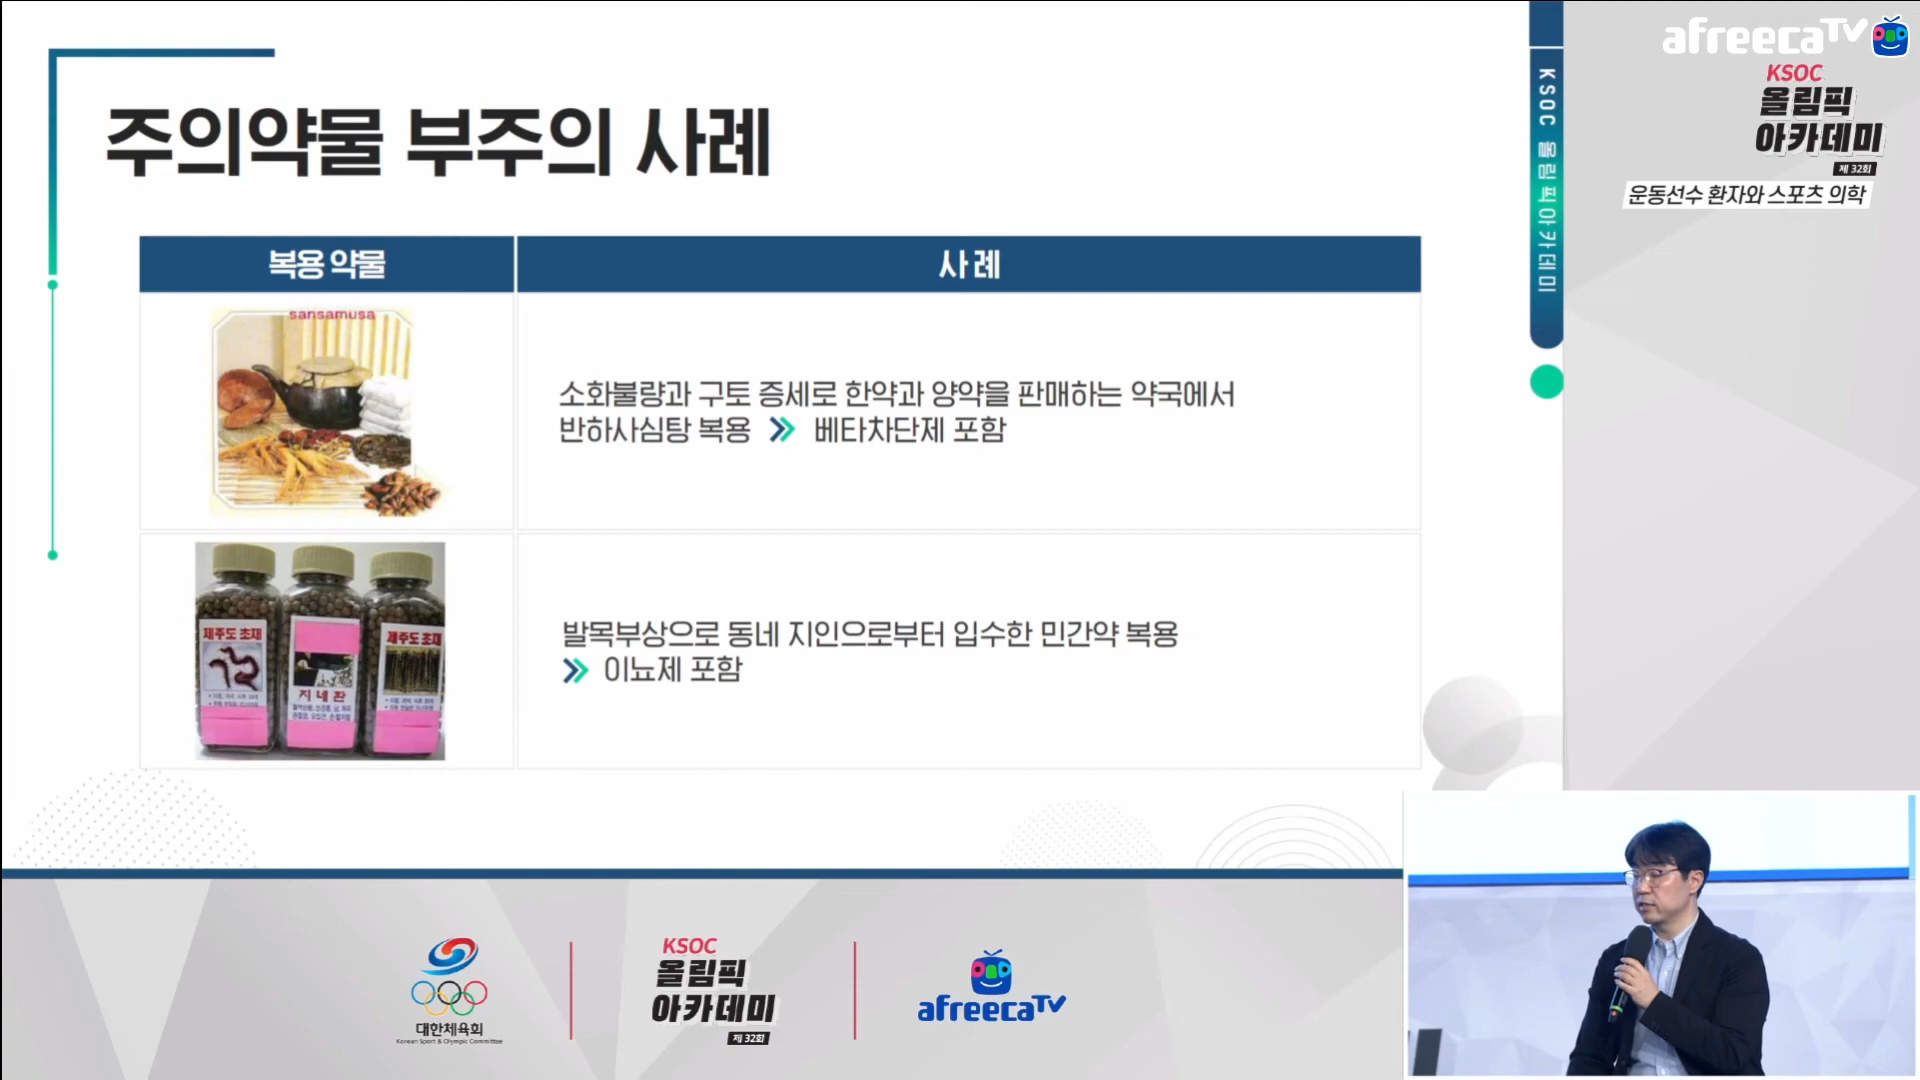 주의약물 부주의 사례
복용 약물
사 례
sansamusa
소화불량과 구토 증세로 한약과 양약을 판매하는 약국에서
반하사심탕 복용 » 베타차단제 포함
제주도 초재
지네환
제주도 초재
발목부상으로 동네 지인으로부터 입수한 민간약 복용
» 이뇨제 포함
KSOC 올림픽아카데미
afreecaTV
KSOC
올림픽
아카데미
제 32회
운동선수 환자와 스포츠 의학
대한체육회
Korean Sport & Olympic Committee
KSOC
올림픽
아카데미
제 32회
afreecaTV